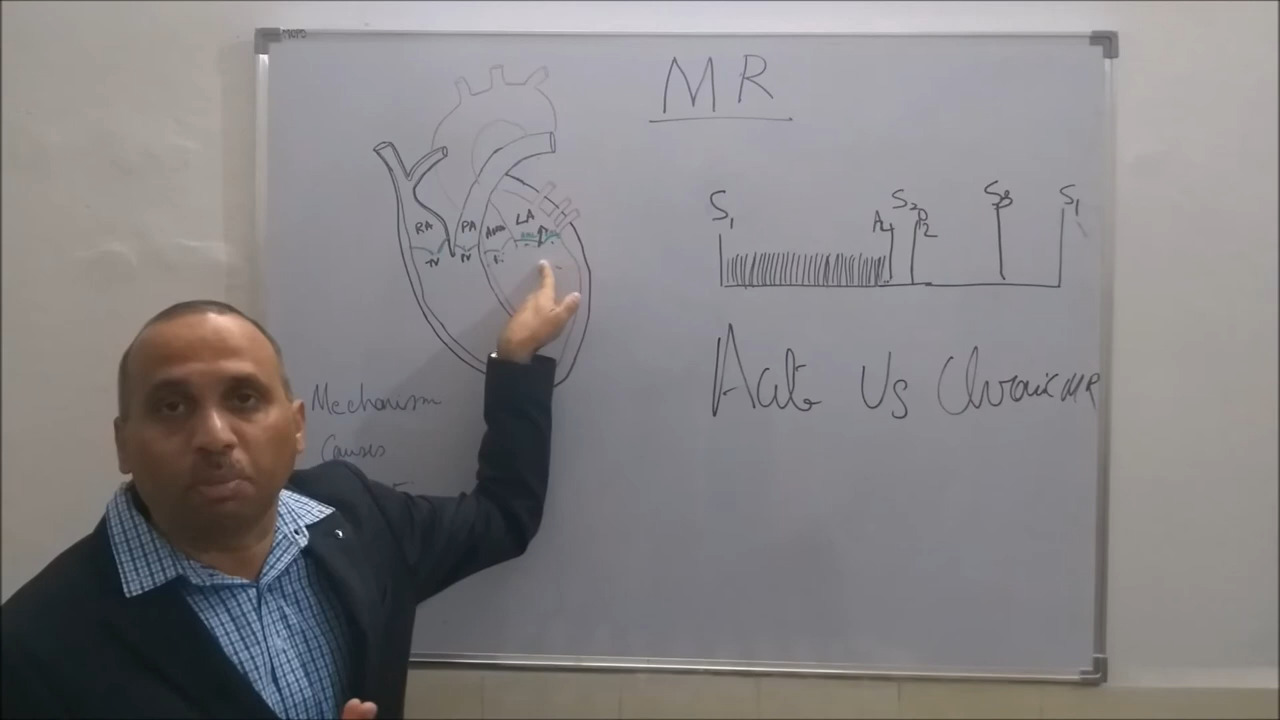 MR
RA
PA
LA
TV
PV
S1
A2
S2
P2
S3
S1
Acute Vs Chronic MR
Mechanism
Causes